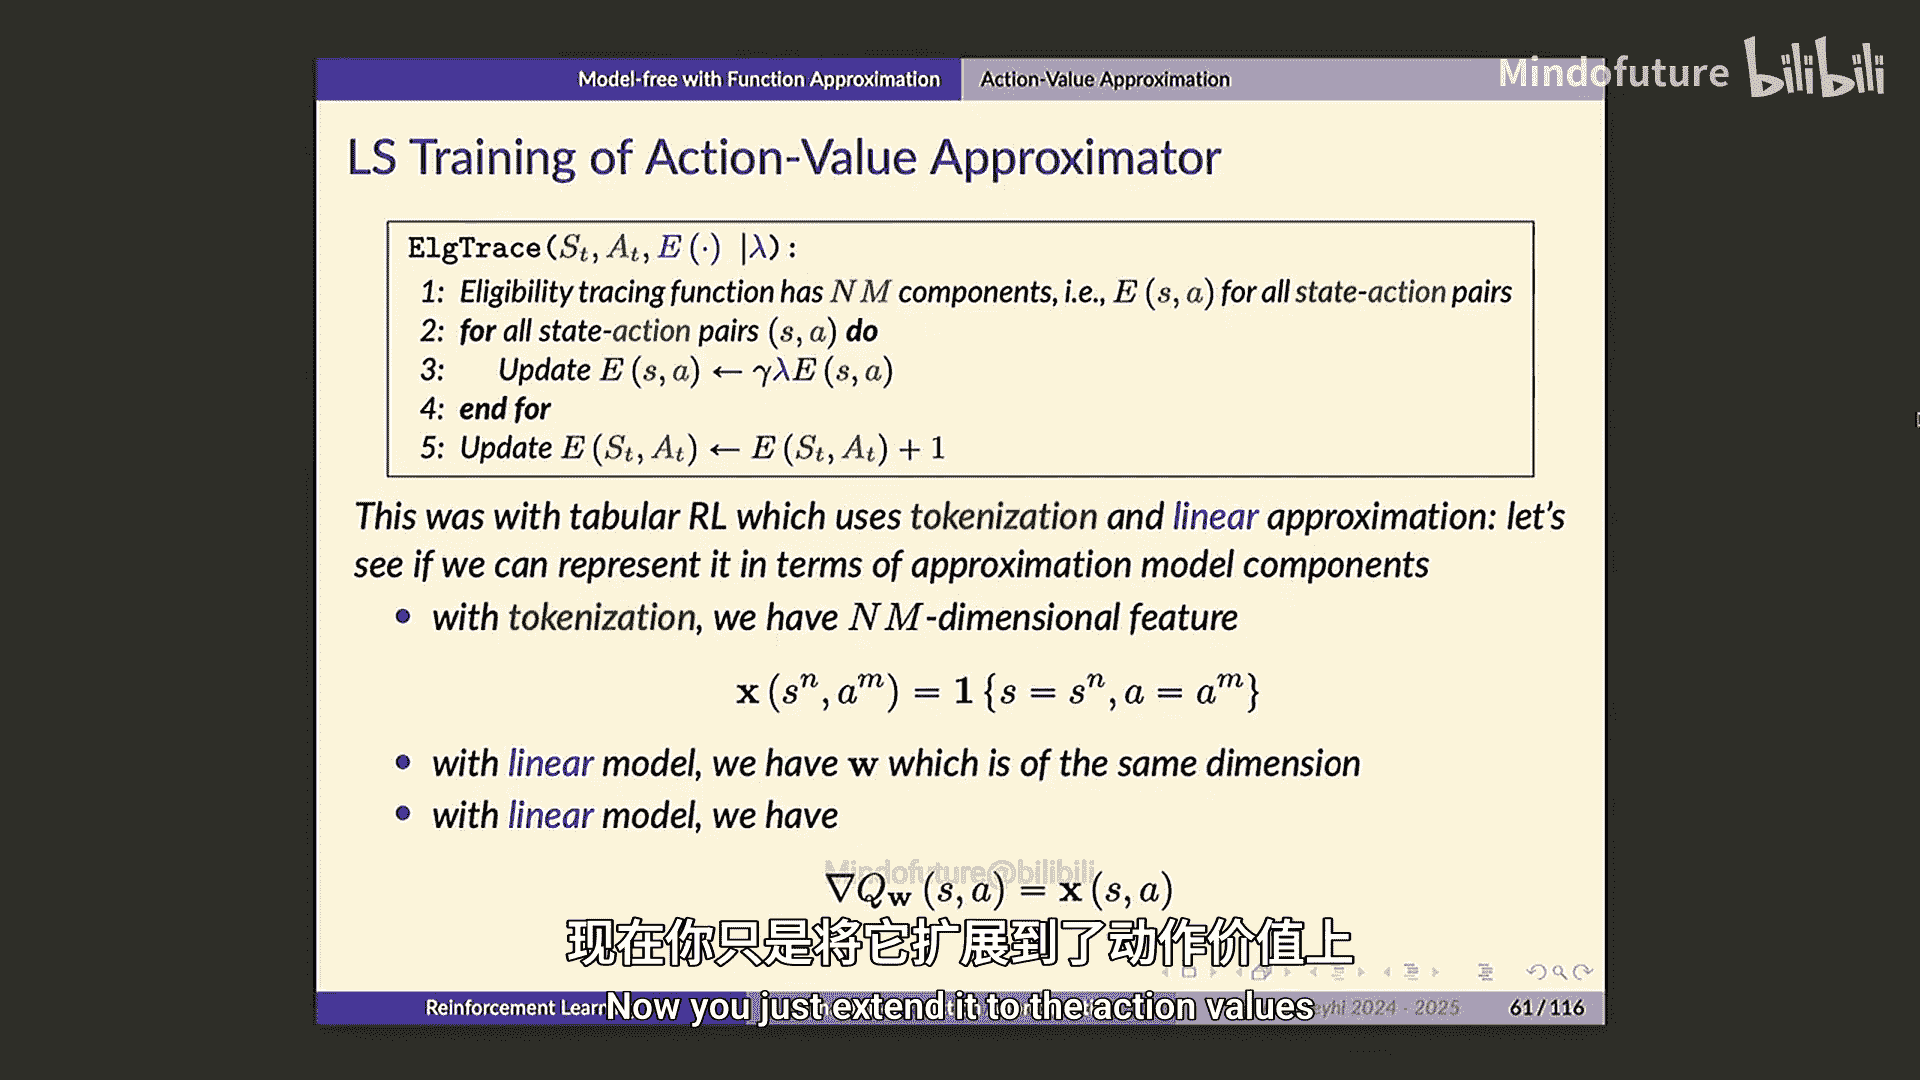 Model-free with Function Approximation Action-Value Approximation
Mindofuture bilibili
LS Training of Action-Value Approximator
ElgTrace(S_t, A_t, E(·) |λ):
1: Eligibility tracing function has NM components, i.e., E(s, a) for all state-action pairs
2: for all state-action pairs (s, a) do
3: Update E(s, a) ← γλE(s, a)
4: end for
5: Update E(S_t, A_t) ← E(S_t, A_t) + 1
This was with tabular RL which uses tokenization and linear approximation: let's
see if we can represent it in terms of approximation model components
• with tokenization, we have NM-dimensional feature
x(s^n, a^m) = 1{s = s^n, a = a^m}
• with linear model, we have w which is of the same dimension
• with linear model, we have
Mindofuture@bilibili
∇Q_w(s, a) = x(s, a)
现在你只是将它扩展到了动作价值上
Now you just extend it to the action values
Reinforcement Lear 2024 - 2025 61 / 116